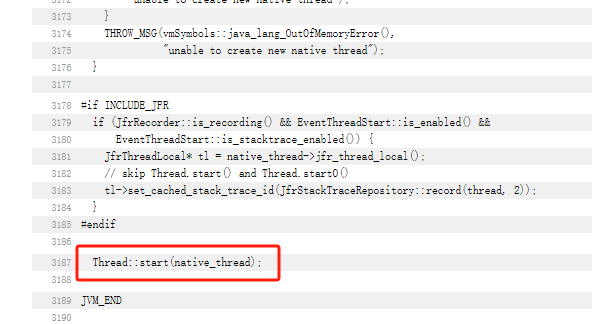 3172 "unable to create new native thread");
3173 }
3174 THROW_MSG(vmSymbols::java_lang_OutOfMemoryError(),
3175 "unable to create new native thread");
3176 }
3177
3178 #if INCLUDE_JFR
3179 if (JfrRecorder::is_recording() && EventThreadStart::is_enabled() &&
3180 EventThreadStart::is_stacktrace_enabled()) {
3181 JfrThreadLocal* tl = native_thread->jfr_thread_local();
3182 // skip Thread.start() and Thread.start0()
3183 tl->set_cached_stack_trace_id(JfrStackTraceRepository::record(thread, 2));
3184 }
3185 #endif
3186
3187 Thread::start(native_thread);
3188
3189 JVM_END
3190